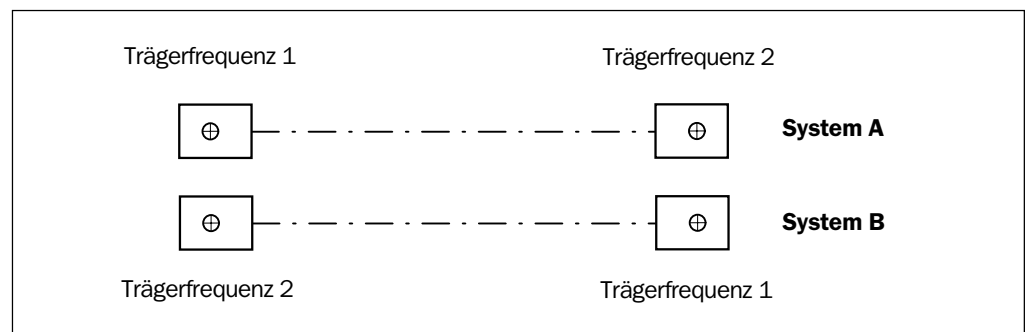 Trägerfrequenz 1
Trägerfrequenz 2
System A
System B
Trägerfrequenz 2
Trägerfrequenz 1